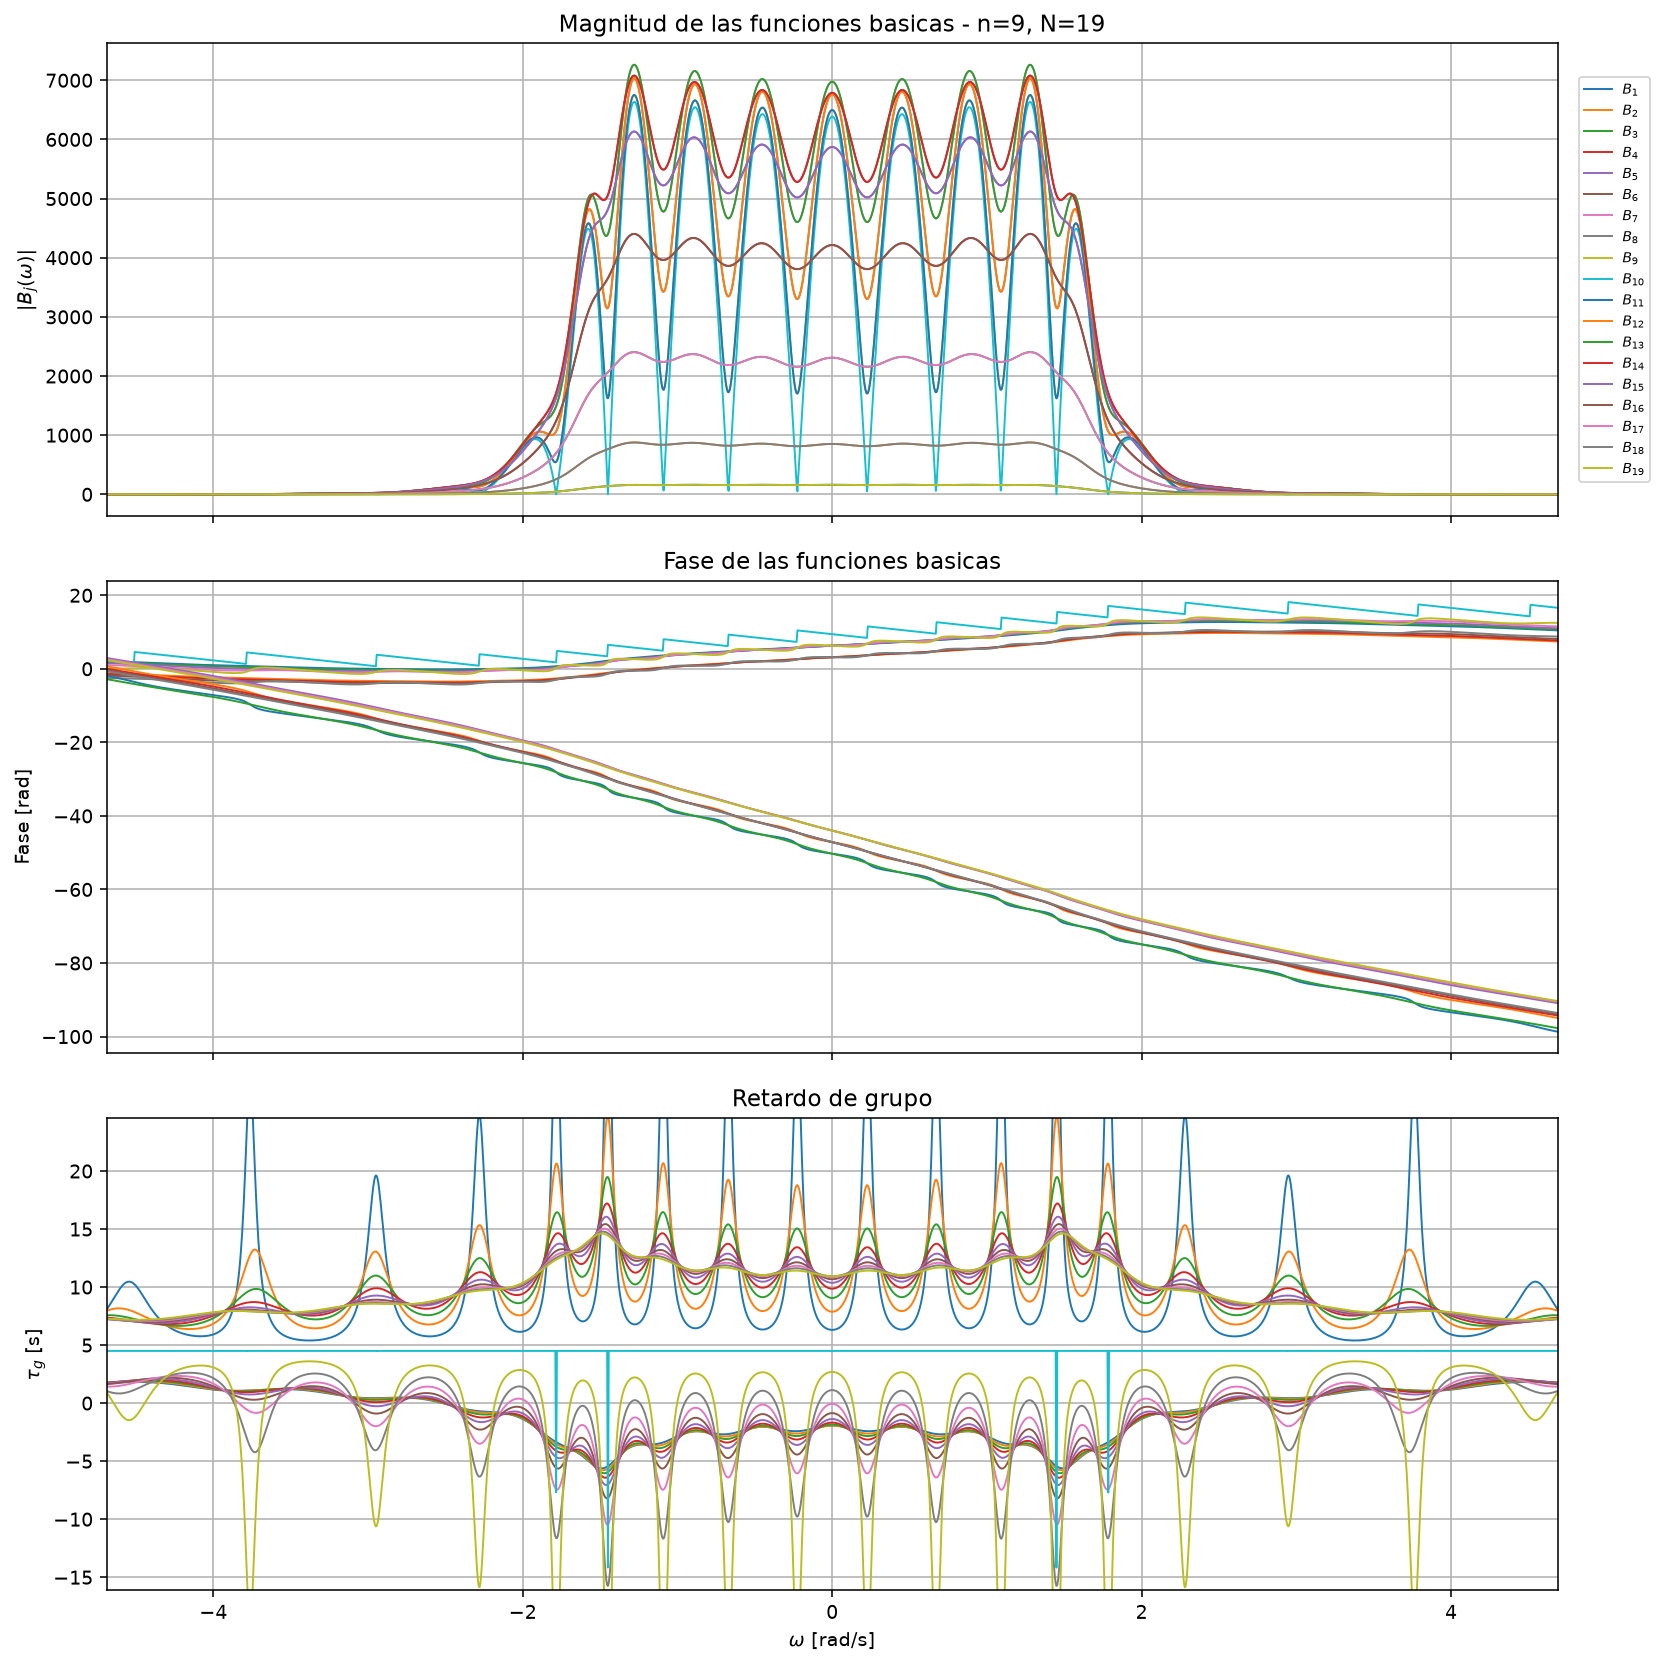 Magnitud de las funciones basicas - n=9, N=19
|B_j(ω)|
7000
6000
5000
4000
3000
2000
1000
0
B_1
B_2
B_3
B_4
B_5
B_6
B_7
B_8
B_9
B_10
B_11
B_12
B_13
B_14
B_15
B_16
B_17
B_18
B_19
Fase de las funciones basicas
Fase [rad]
20
0
−20
−40
−60
−80
−100
Retardo de grupo
τ_g [s]
20
15
10
5
0
−5
−10
−15
−4 −2 0 2 4
ω [rad/s]